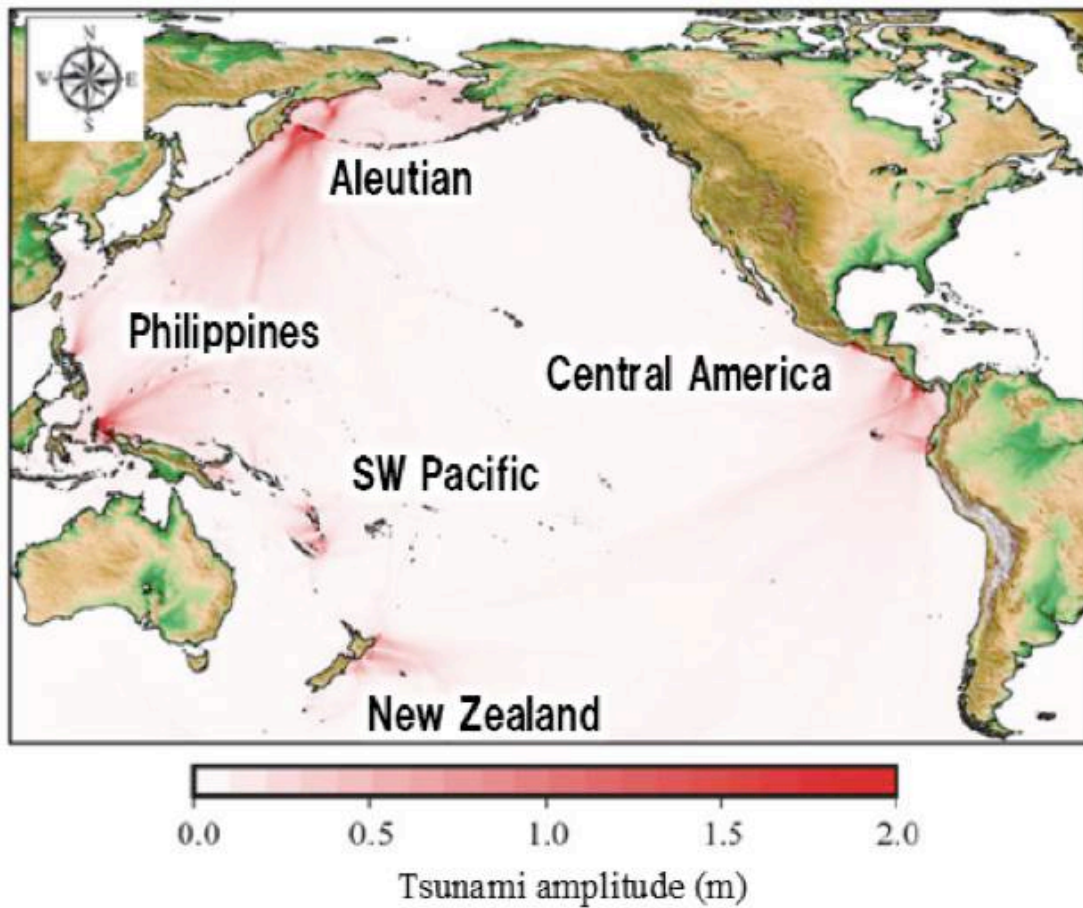 N
W E
S
Aleutian
Philippines
Central America
SW Pacific
New Zealand
0.0 0.5 1.0 1.5 2.0
Tsunami amplitude (m)